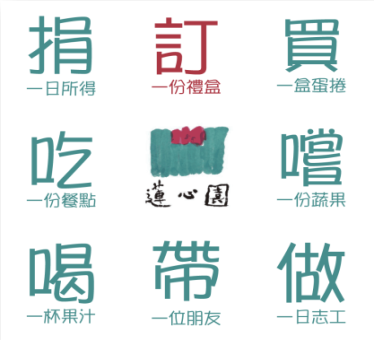 捐
一日所得
訂
一份禮盒
買
一盒蛋捲
吃
一份餐點
蓮心園
嚐
一份蔬果
喝
一杯果汁
帶
一位朋友
做
一日志工